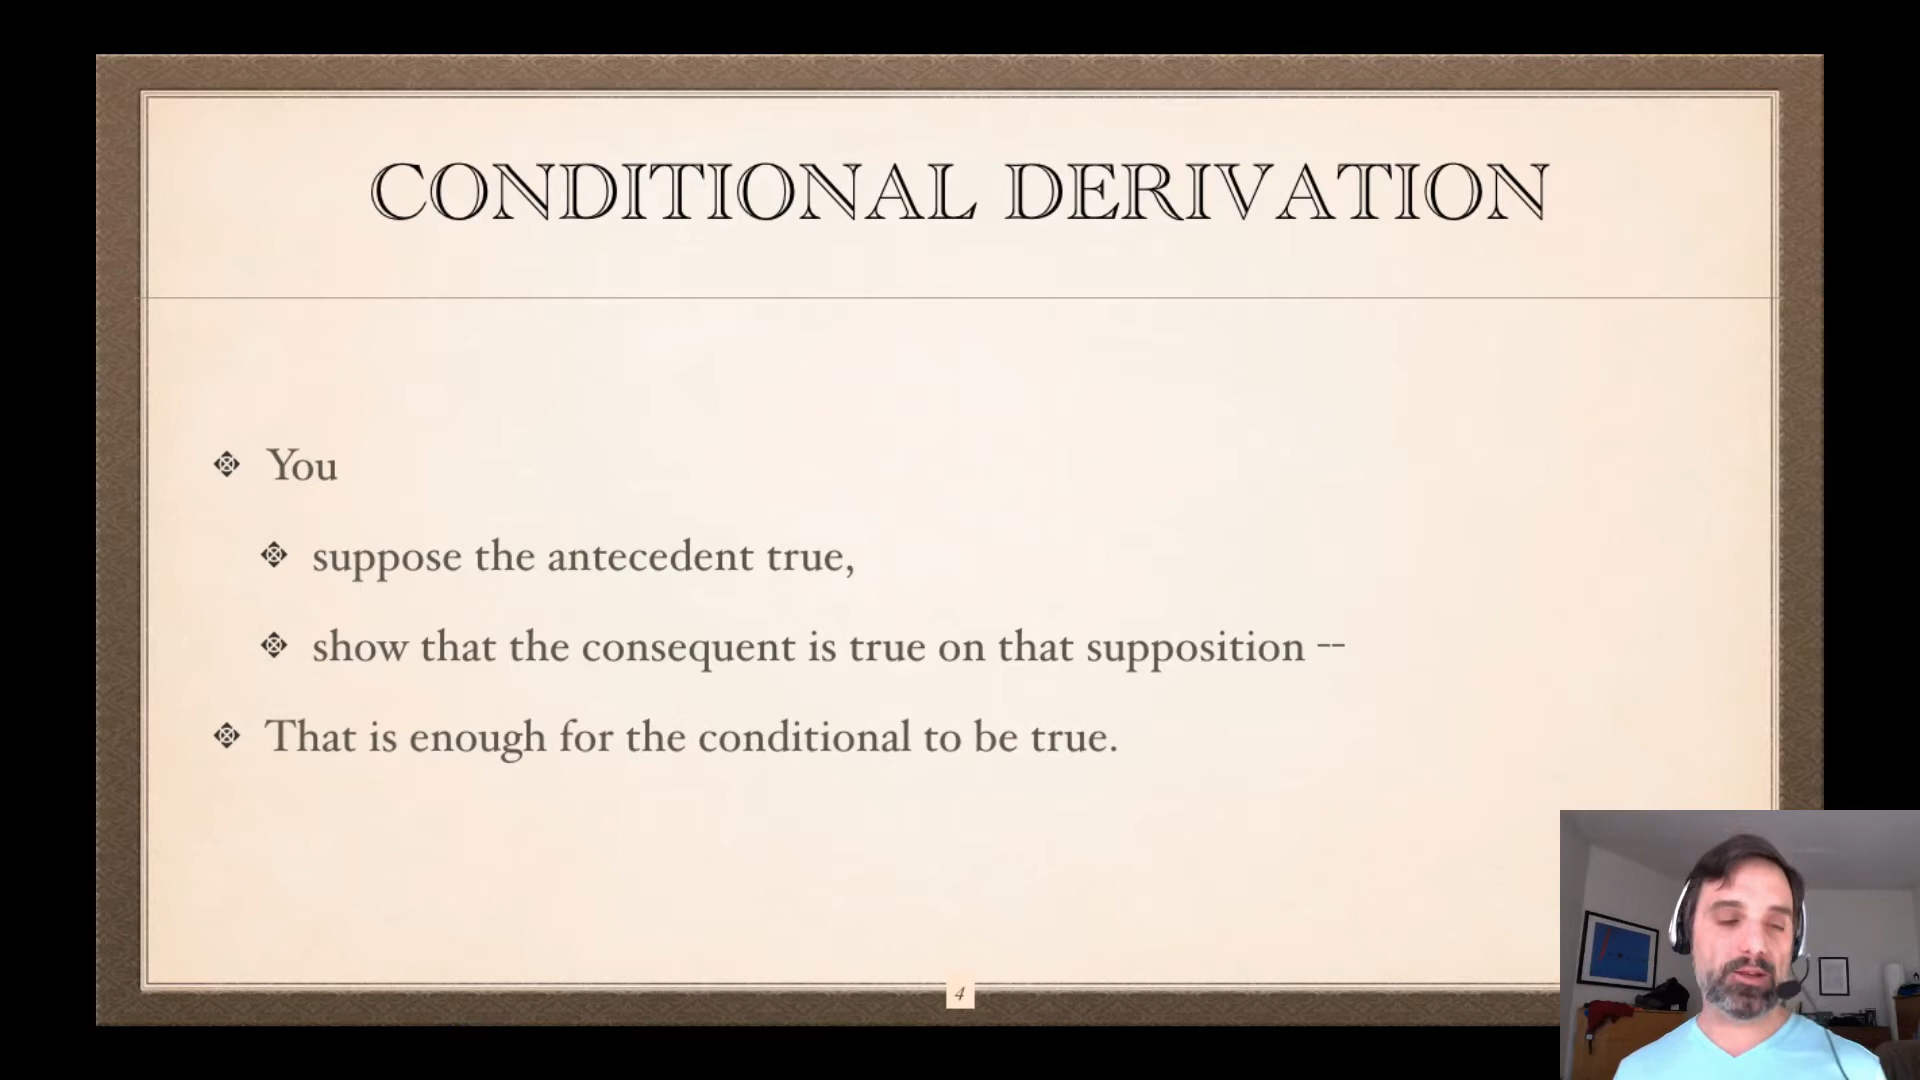 CONDITIONAL DERIVATION
You
suppose the antecedent true,
show that the consequent is true on that supposition --
That is enough for the conditional to be true.
4